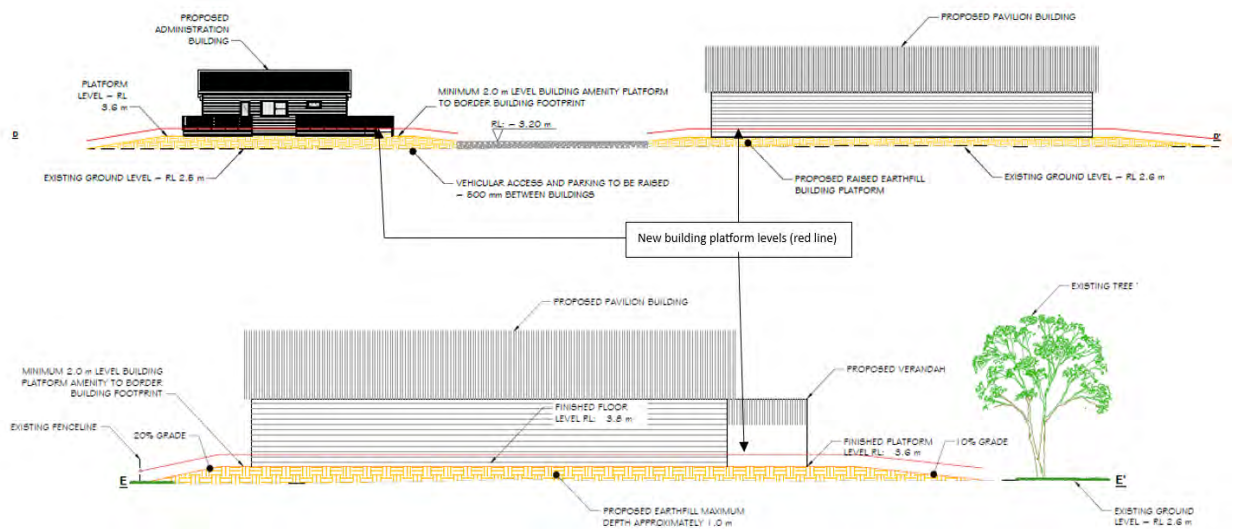 PROPOSED
ADMINISTRATION
BUILDING
PROPOSED PAVILION BUILDING
PLATFORM
LEVEL – RL
3.6 m
MINIMUM 2.0 m LEVEL BUILDING AMENITY PLATFORM
TO BORDER BUILDING FOOTPRINT
RL: ~ 3.20 m
D
D'
EXISTING GROUND LEVEL ~ RL 2.6 m
VEHICULAR ACCESS AND PARKING TO BE RAISED
~ 500 mm BETWEEN BUILDINGS
PROPOSED RAISED EARTHFILL
BUILDING PLATFORM
EXISTING GROUND LEVEL ~ RL 2.6 m
New building platform levels (red line)
PROPOSED PAVILION BUILDING
EXISTING TREE
MINIMUM 2.0 m LEVEL BUILDING
PLATFORM AMENITY TO BORDER
BUILDING FOOTPRINT
PROPOSED VERANDAH
EXISTING FENCELINE
20% GRADE
FINISHED FLOOR
LEVEL RL: 3.8 m
FINISHED PLATFORM
LEVEL RL: 3.6 m
10% GRADE
E
E'
PROPOSED EARTHFILL MAXIMUM
DEPTH APPROXIMATELY 1.0 m
EXISTING GROUND
LEVEL ~ RL 2.6 m